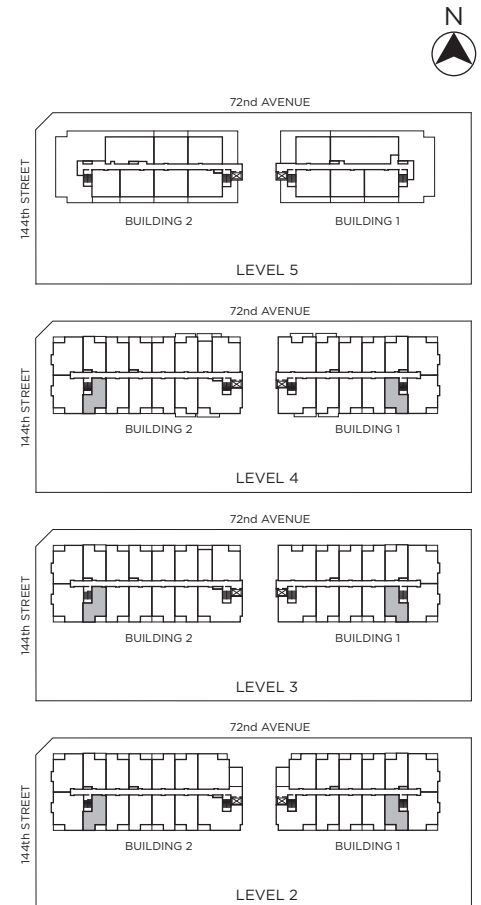 N
72nd AVENUE
144th STREET
BUILDING 2
BUILDING 1
LEVEL 5
72nd AVENUE
144th STREET
BUILDING 2
BUILDING 1
LEVEL 4
72nd AVENUE
144th STREET
BUILDING 2
BUILDING 1
LEVEL 3
72nd AVENUE
144th STREET
BUILDING 2
BUILDING 1
LEVEL 2